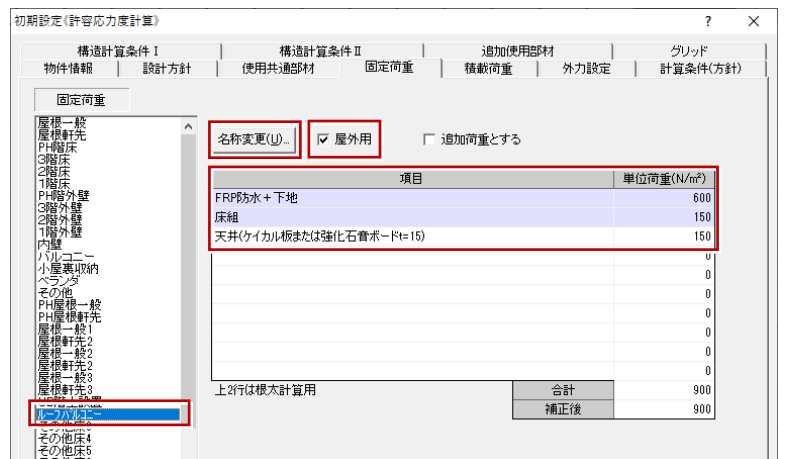 初期設定《許容応力度計算》 ? ×
構造計算条件Ⅰ 構造計算条件Ⅱ 追加使用部材 グリッド
物件情報 設計方針 使用共通部材 固定荷重 積載荷重 外力設定 計算条件(方針)
固定荷重
屋根一般
屋根軒先
PH階床
3階床
2階床
1階床
PH階外壁
3階外壁
2階外壁
1階外壁
内壁
バルコニー
小屋裏収納
ベランダ
その他
PH屋根一般
PH屋根軒先
屋根一般1
屋根軒先2
屋根一般2
屋根軒先2
屋根一般3
屋根軒先3
ルーフバルコニー
その他床4
その他床5
名称変更(U)... 屋外用 追加荷重とする
項目 単位荷重(N/m²)
FRP防水+下地 600
床組 150
天井(ケイカル板または強化石膏ボードt=15) 150
0
0
0
0
0
0
0
上2行は根太計算用 合計 900
補正後 900